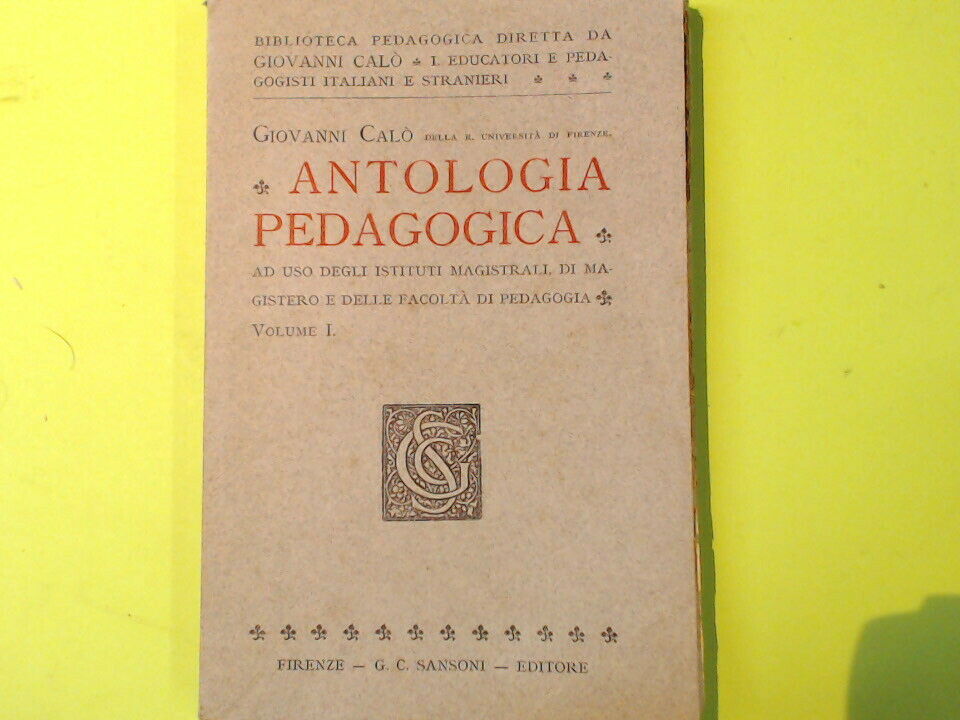 BIBLIOTECA PEDAGOGICA DIRETTA DA
GIOVANNI CALÒ I. EDUCATORI E PEDA-
GOGISTI ITALIANI E STRANIERI
GIOVANNI CALÒ DELLA R. UNIVERSITÀ DI FIRENZE.
ANTOLOGIA
PEDAGOGICA
AD USO DEGLI ISTITUTI MAGISTRALI, DI MA-
GISTERO E DELLE FACOLTÀ DI PEDAGOGIA
VOLUME I.
GCS
FIRENZE — G. C. SANSONI — EDITORE